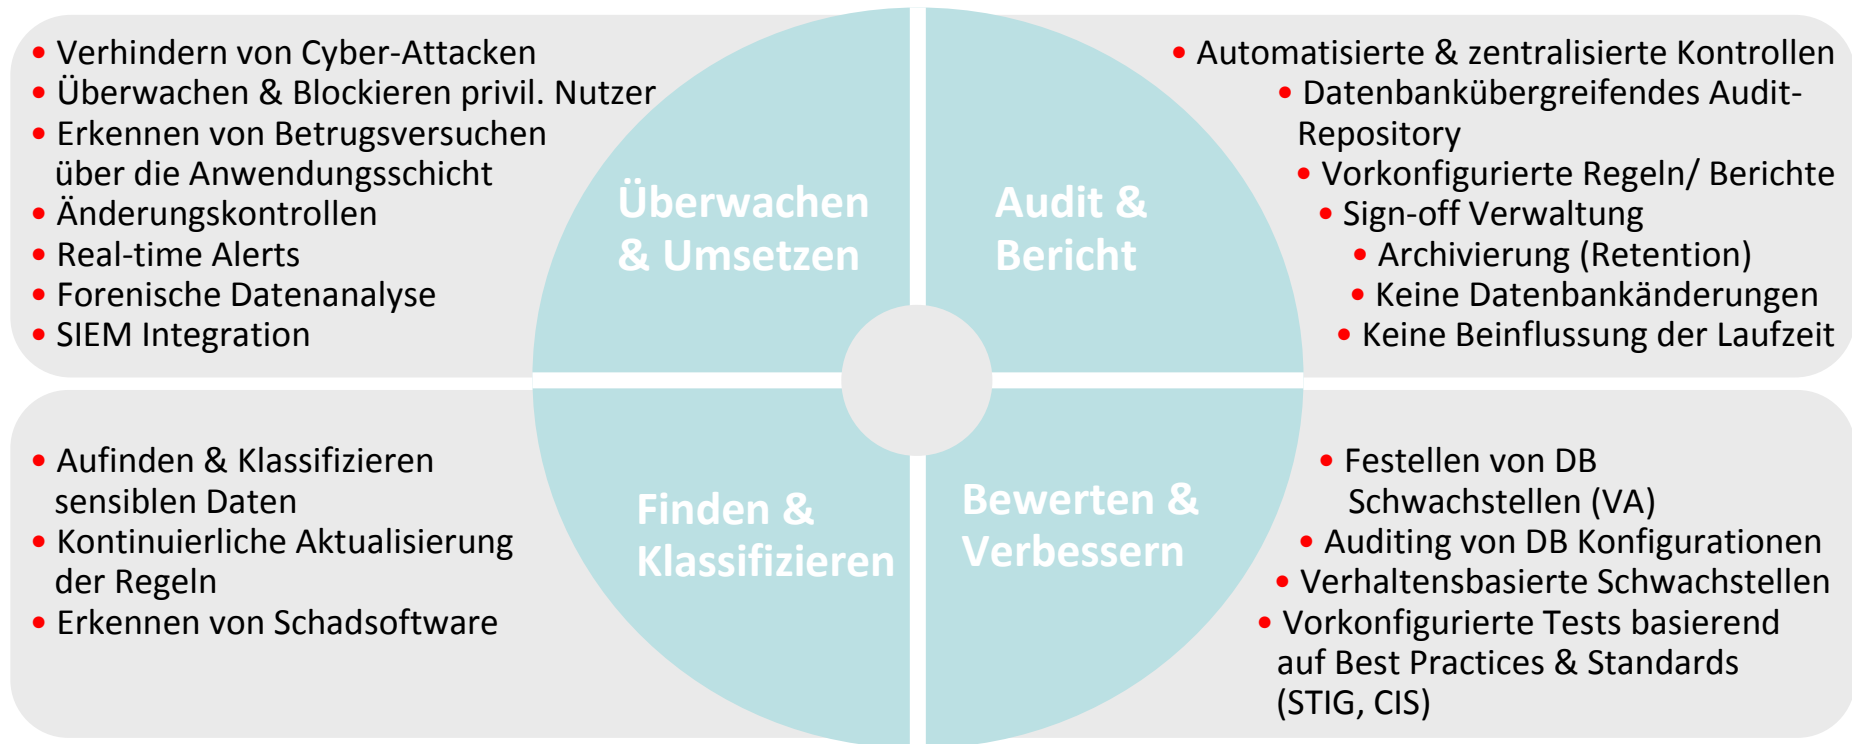 • Verhindern von Cyber-Attacken
• Überwachen & Blockieren privil. Nutzer
• Erkennen von Betrugsversuchen
über die Anwendungsschicht
• Änderungskontrollen
• Real-time Alerts
• Forenische Datenanalyse
• SIEM Integration
Überwachen
& Umsetzen
Audit &
Bericht
• Automatisierte & zentralisierte Kontrollen
• Datenbankübergreifendes Audit-
Repository
• Vorkonfigurierte Regeln/ Berichte
• Sign-off Verwaltung
• Archivierung (Retention)
• Keine Datenbankänderungen
• Keine Beinflussung der Laufzeit
• Aufinden & Klassifizieren
sensiblen Daten
• Kontinuierliche Aktualisierung
der Regeln
• Erkennen von Schadsoftware
Finden &
Klassifizieren
Bewerten &
Verbessern
• Festellen von DB
Schwachstellen (VA)
• Auditing von DB Konfigurationen
• Verhaltensbasierte Schwachstellen
• Vorkonfigurierte Tests basierend
auf Best Practices & Standards
(STIG, CIS)